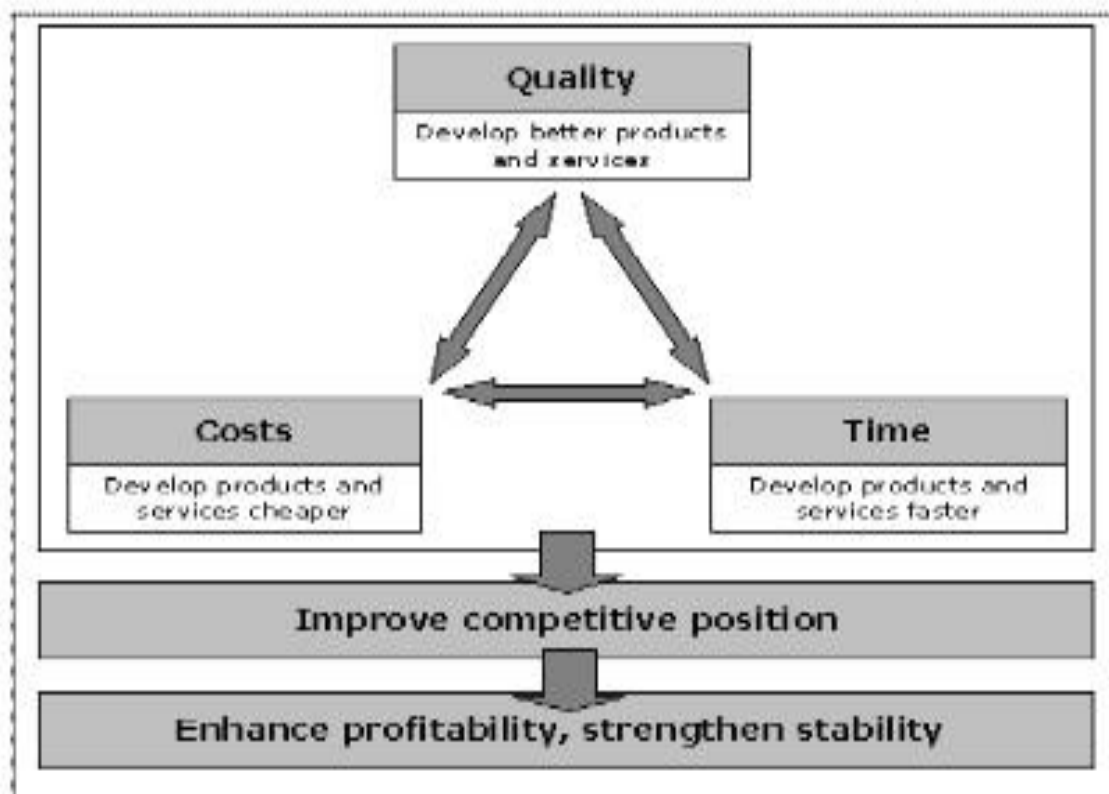 Quality
Develop better products
and services
Costs
Develop products and
services cheaper
Time
Develop products and
services faster
Improve competitive position
Enhance profitability, strengthen stability